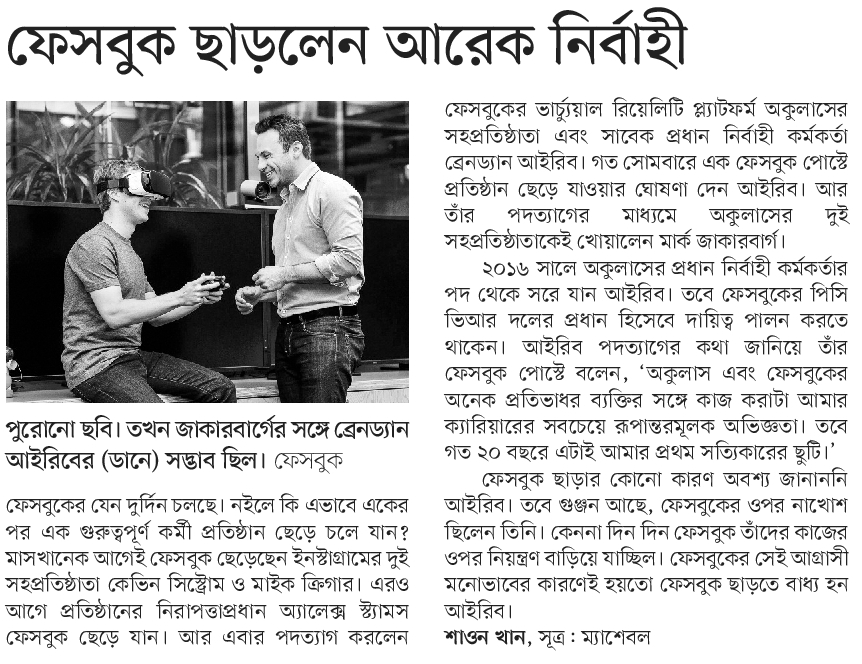 ফেসবুক ছাড়লেন আরেক নির্বাহী
পুরোনো ছবি। তখন জাকারবার্গের সঙ্গে ব্রেনড্যান
আইরিবের (ডানে) সদ্ভাব ছিল। ফেসবুক
ফেসবুকের যেন দুর্দিন চলছে। নইলে কি এভাবে একের
পর এক গুরুত্বপূর্ণ কর্মী প্রতিষ্ঠান ছেড়ে চলে যান?
মাসখানেক আগেই ফেসবুক ছেড়েছেন ইনস্টাগ্রামের দুই
সহপ্রতিষ্ঠাতা কেভিন সিস্ট্রোম ও মাইক ক্রিগার। এরও
আগে প্রতিষ্ঠানের নিরাপত্তাপ্রধান অ্যালেক্স স্ট্যামস
ফেসবুক ছেড়ে যান। আর এবার পদত্যাগ করলেন
ফেসবুকের ভার্চ্যুয়াল রিয়েলিটি প্ল্যাটফর্ম অকুলাসের
সহপ্রতিষ্ঠাতা এবং সাবেক প্রধান নির্বাহী কর্মকর্তা
ব্রেনড্যান আইরিব। গত সোমবারে এক ফেসবুক পোস্টে
প্রতিষ্ঠান ছেড়ে যাওয়ার ঘোষণা দেন আইরিব। আর
তাঁর পদত্যাগের মাধ্যমে অকুলাসের দুই
সহপ্রতিষ্ঠাতাকেই খোয়ালেন মার্ক জাকারবার্গ।
২০১৬ সালে অকুলাসের প্রধান নির্বাহী কর্মকর্তার
পদ থেকে সরে যান আইরিব। তবে ফেসবুকের পিসি
ভিআর দলের প্রধান হিসেবে দায়িত্ব পালন করতে
থাকেন। আইরিব পদত্যাগের কথা জানিয়ে তাঁর
ফেসবুক পোস্টে বলেন, ‘অকুলাস এবং ফেসবুকের
অনেক প্রতিভাধর ব্যক্তির সঙ্গে কাজ করাটা আমার
ক্যারিয়ারের সবচেয়ে রূপান্তরমূলক অভিজ্ঞতা। তবে
গত ২০ বছরে এটাই আমার প্রথম সত্যিকারের ছুটি।’
ফেসবুক ছাড়ার কোনো কারণ অবশ্য জানাননি
আইরিব। তবে গুঞ্জন আছে, ফেসবুকের ওপর নাখোশ
ছিলেন তিনি। কেননা দিন দিন ফেসবুক তাঁদের কাজের
ওপর নিয়ন্ত্রণ বাড়িয়ে যাচ্ছিল। ফেসবুকের সেই আগ্রাসী
মনোভাবের কারণেই হয়তো ফেসবুক ছাড়তে বাধ্য হন
আইরিব।
শাওন খান, সূত্র : ম্যাশেবল